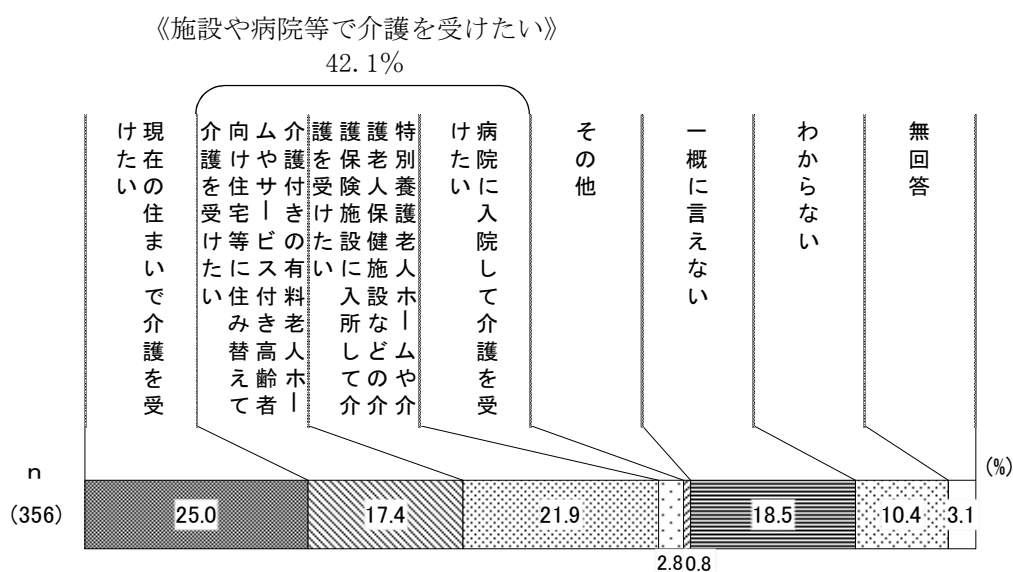 《施設や病院等で介護を受けたい》
42.1％
現在の住まいで介護を受
けたい
介護付きの有料老人ホー
ムやサービス付き高齢者
向け住宅等に住み替えて
介護を受けたい
特別養護老人ホームや介
護老人保健施設などの介
護保険施設に入所して介
護を受けたい
病院に入院して介護を受
けたい
その他
一概に言えない
わからない
無回答
n
(%)
(356)
25.0
17.4
21.9
2.8
0.8
18.5
10.4
3.1